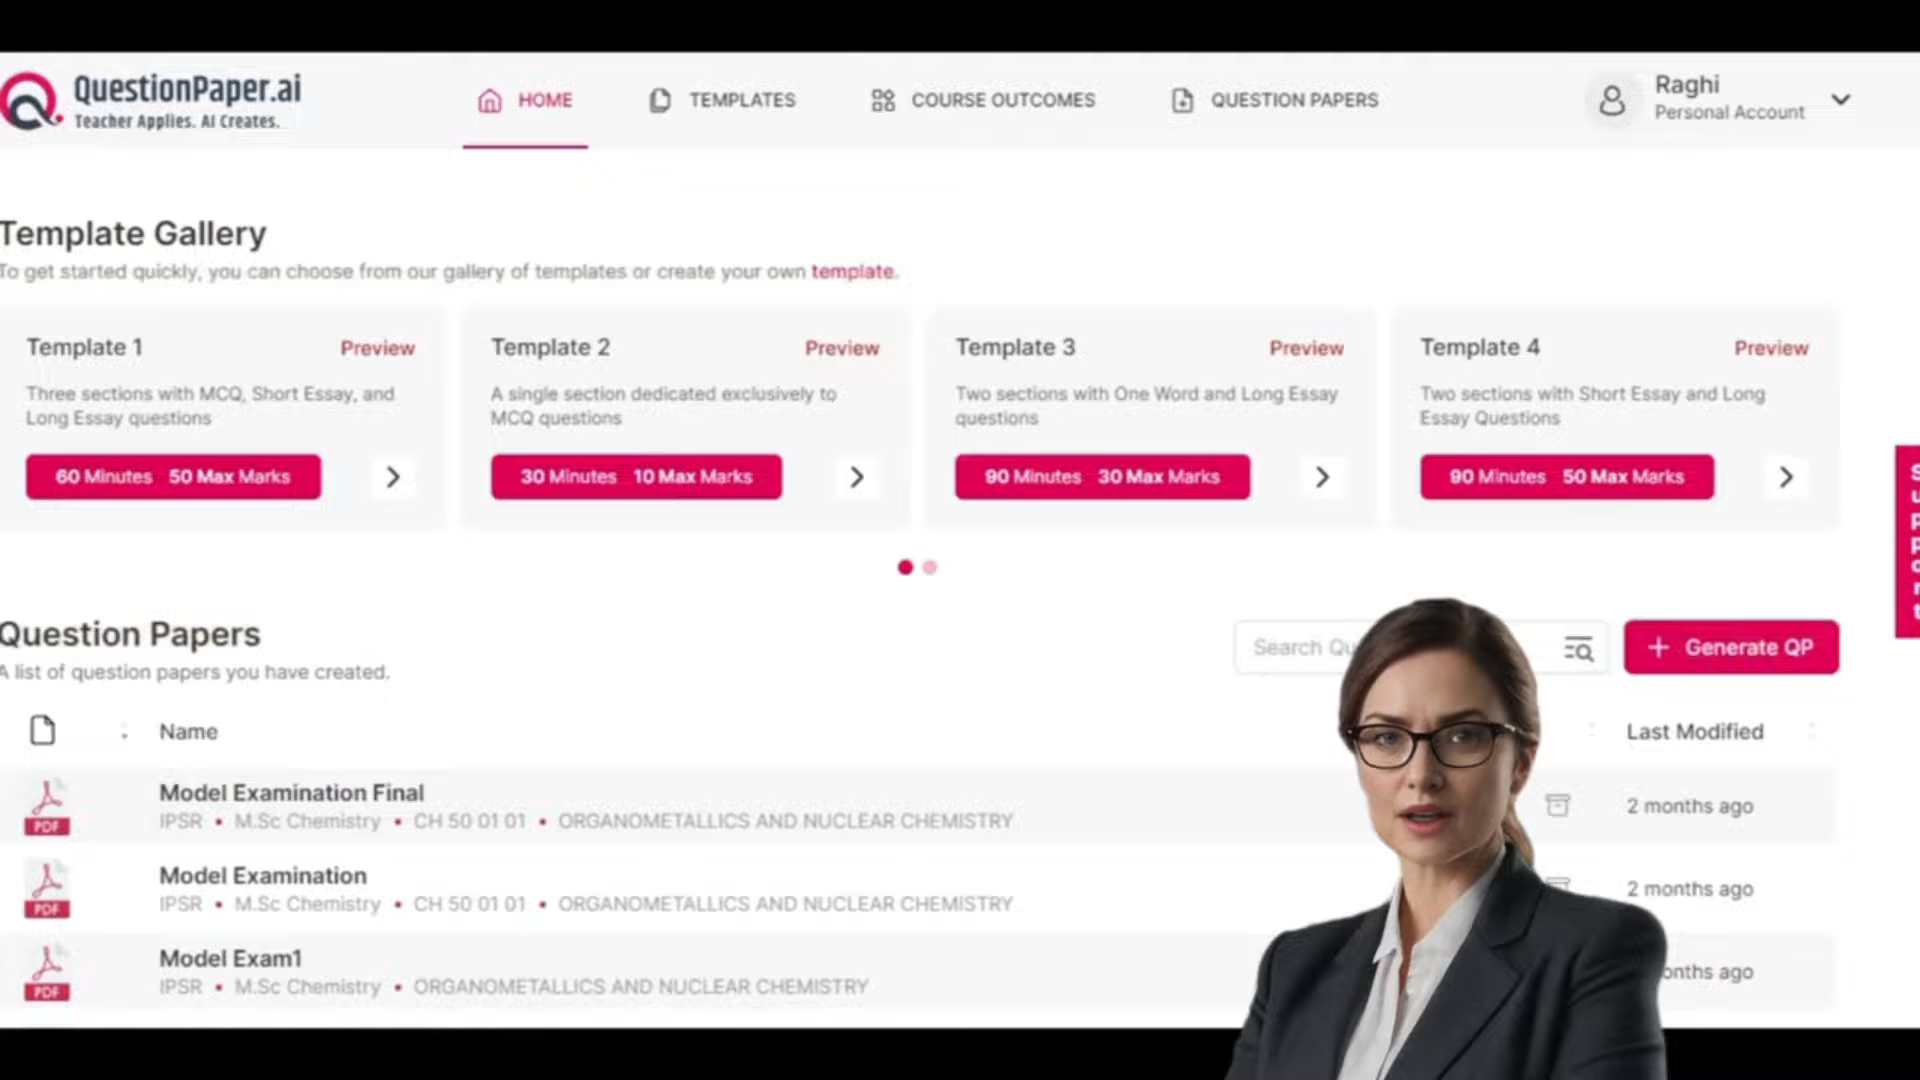 QuestionPaper.ai
Teacher Applies. AI Creates.
HOME
TEMPLATES
COURSE OUTCOMES
QUESTION PAPERS
Raghi
Personal Account
Template Gallery
To get started quickly, you can choose from our gallery of templates or create your own template.
Template 1 Preview
Three sections with MCQ, Short Essay, and
Long Essay questions
60 Minutes 50 Max Marks
Template 2 Preview
A single section dedicated exclusively to
MCQ questions
30 Minutes 10 Max Marks
Template 3 Preview
Two sections with One Word and Long Essay
questions
90 Minutes 30 Max Marks
Template 4 Preview
Two sections with Short Essay and Long
Essay Questions
90 Minutes 50 Max Marks
Question Papers
A list of question papers you have created.
Search
+ Generate QP
Name Last Modified
PDF
Model Examination Final
IPSR • M.Sc Chemistry • CH 50 01 01 • ORGANOMETALLICS AND NUCLEAR CHEMISTRY
2 months ago
PDF
Model Examination
IPSR • M.Sc Chemistry • CH 50 01 01 • ORGANOMETALLICS AND NUCLEAR CHEMISTRY
2 months ago
PDF
Model Exam1
IPSR • M.Sc Chemistry • ORGANOMETALLICS AND NUCLEAR CHEMISTRY
ago